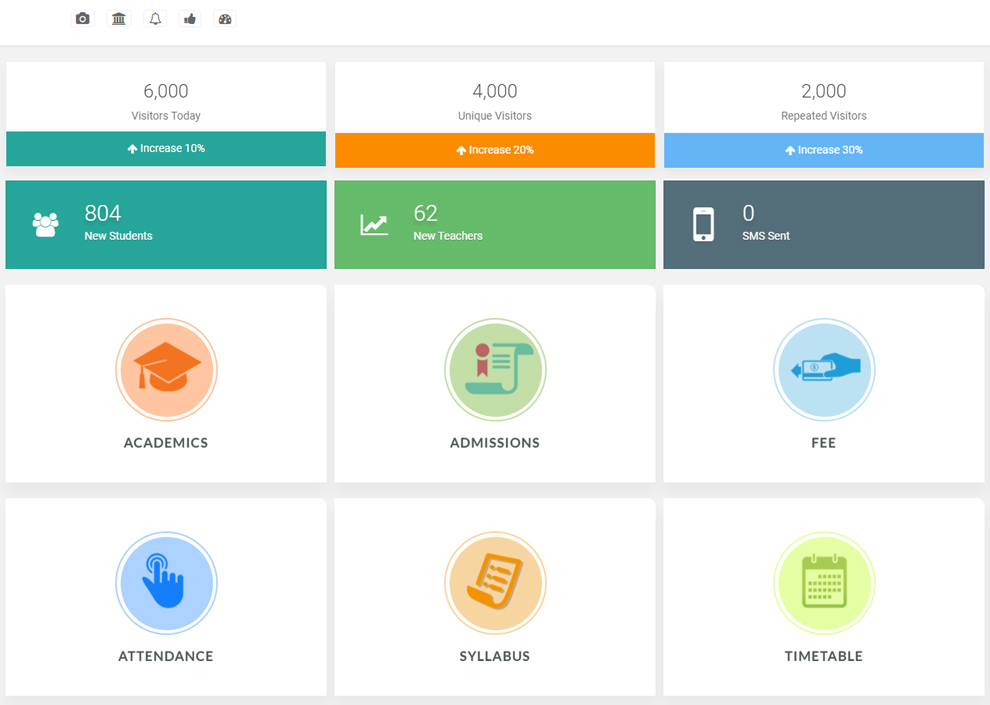 6,000
Visitors Today
Increase 10%
4,000
Unique Visitors
Increase 20%
2,000
Repeated Visitors
Increase 30%
804
New Students
62
New Teachers
0
SMS Sent
ACADEMICS
ADMISSIONS
FEE
ATTENDANCE
SYLLABUS
TIMETABLE